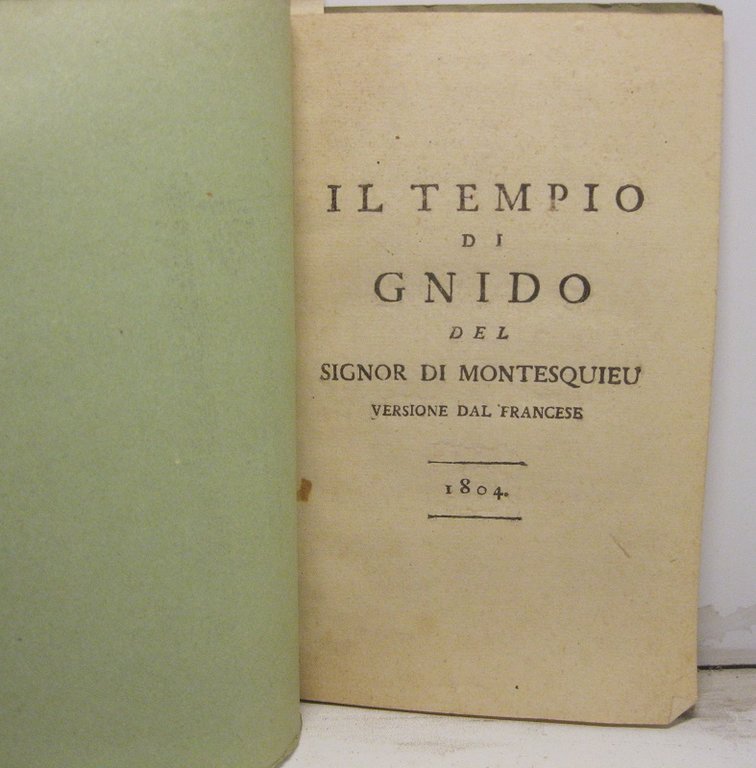 IL TEMPIO
DI
GNIDO
DEL
SIGNOR DI MONTESQUIEU
VERSIONE DAL FRANCESE
1804.